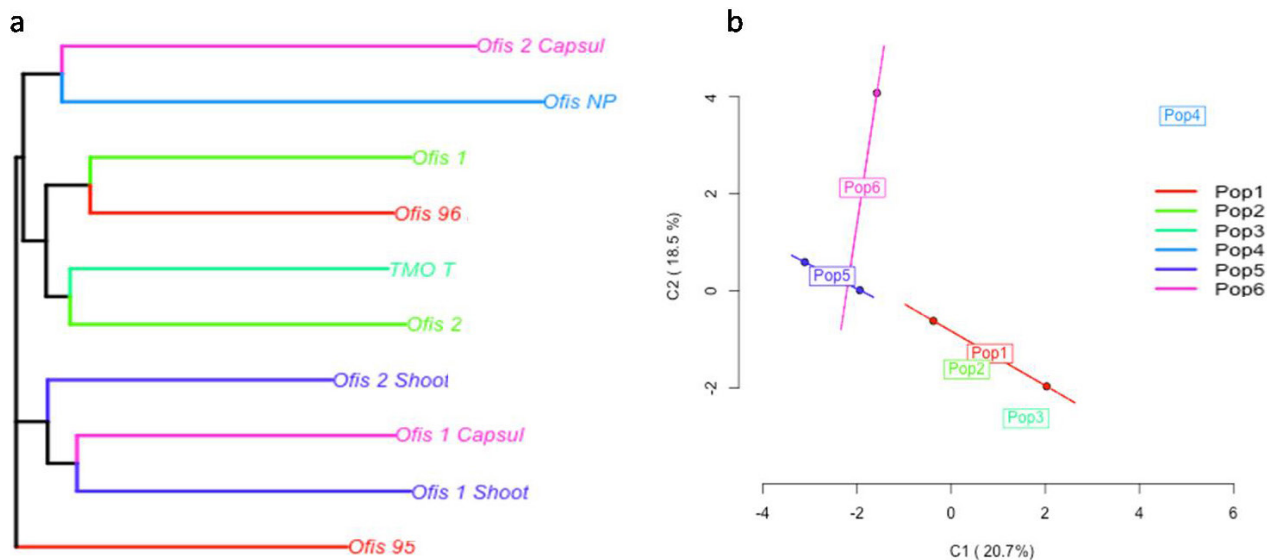 a
Ofis 2 Capsul
Ofis NP
Ofis 1
Ofis 96
TMO T
Ofis 2
Ofis 2 Shoot
Ofis 1 Capsul
Ofis 1 Shoot
Ofis 95
b
C2 ( 18.5 %)
4
2
0
-2
Pop4
Pop6
Pop5
Pop1
Pop2
Pop3
Pop1
Pop2
Pop3
Pop4
Pop5
Pop6
-4 -2 0 2 4 6
C1 ( 20.7%)